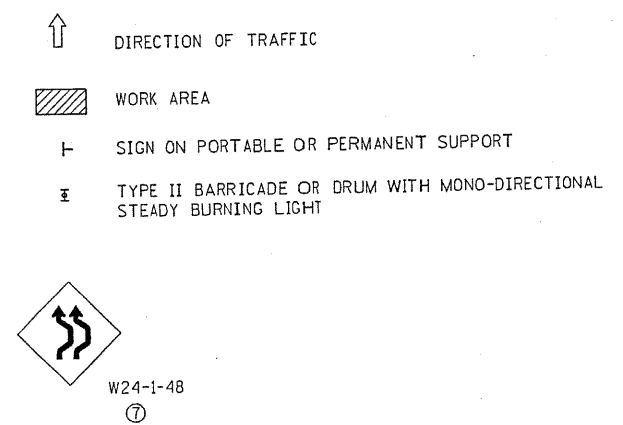 DIRECTION OF TRAFFIC
WORK AREA
SIGN ON PORTABLE OR PERMANENT SUPPORT
TYPE II BARRICADE OR DRUM WITH MONO-DIRECTIONAL
STEADY BURNING LIGHT
W24-1-48
⑦